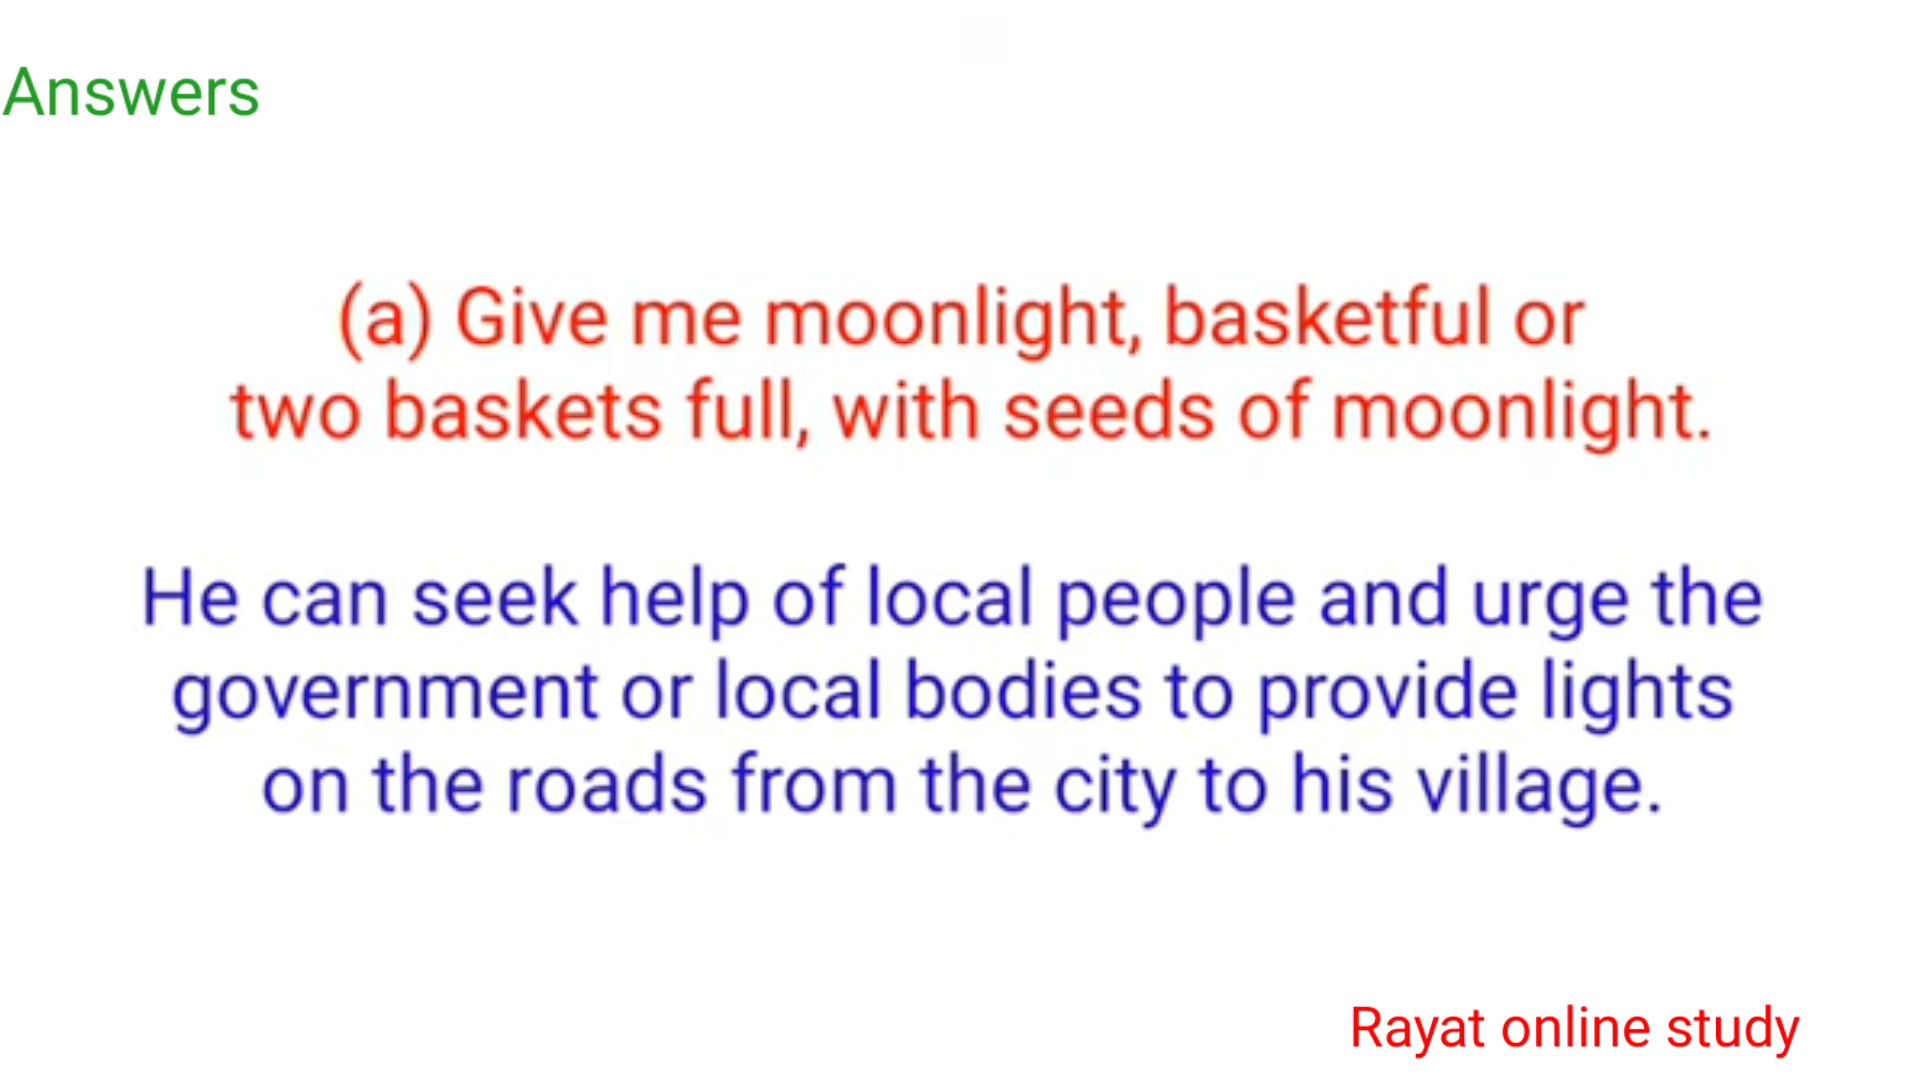 Answers
(a) Give me moonlight, basketful or
two baskets full, with seeds of moonlight.
He can seek help of local people and urge the
government or local bodies to provide lights
on the roads from the city to his village.
Rayat online study